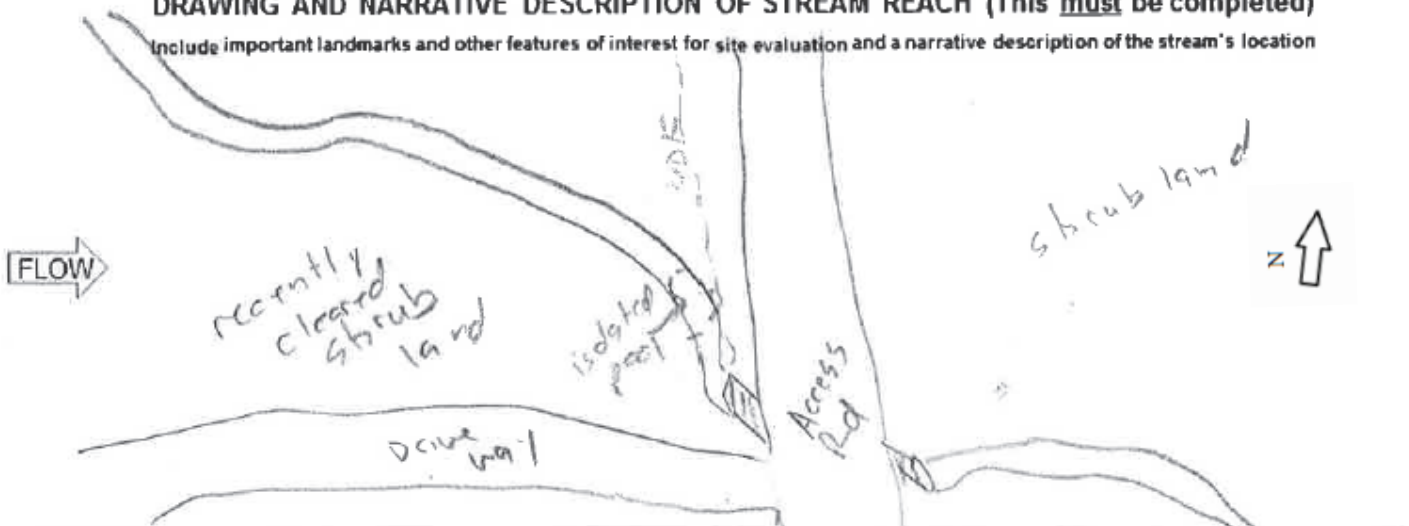 DRAWING AND NARRATIVE DESCRIPTION OF STREAM REACH (This must be completed)
Include important landmarks and other features of interest for site evaluation and a narrative description of the stream's location
shrub land
FLOW
N
recently
cleared
shrub
land
isolated
pool
Access
Rd
Drive
way